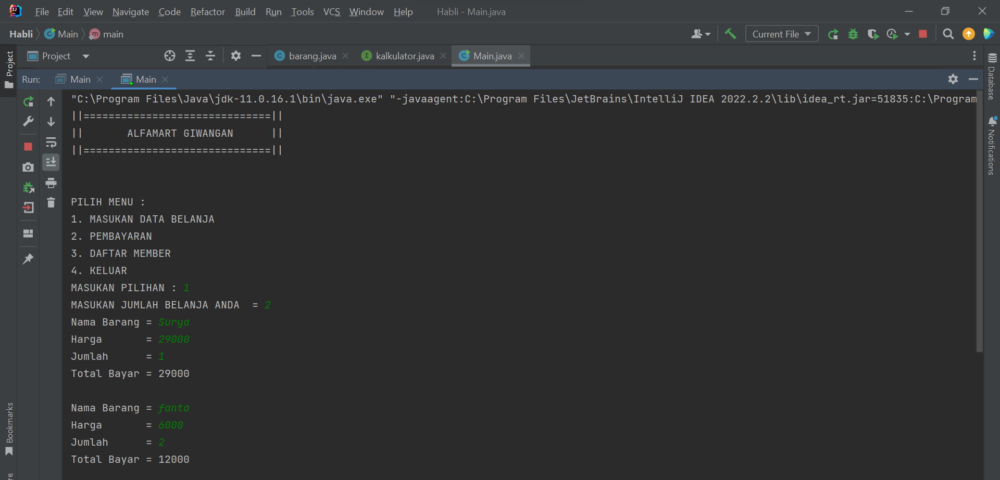 File Edit View Navigate Code Refactor Build Run Tools VCS Window Help Habli - Main.java
Habli Main main Current File
Project barang.java kalkulator.java Main.java
Run: Main Main
"C:\Program Files\Java\jdk-11.0.16.1\bin\java.exe" "-javaagent:C:\Program Files\JetBrains\IntelliJ IDEA 2022.2.2\lib\idea_rt.jar=51835:C:\Program
||==============================||
|| ALFAMART GIWANGAN ||
||==============================||
PILIH MENU :
1. MASUKAN DATA BELANJA
2. PEMBAYARAN
3. DAFTAR MEMBER
4. KELUAR
MASUKAN PILIHAN : 1
MASUKAN JUMLAH BELANJA ANDA = 2
Nama Barang = Surya
Harga = 29000
Jumlah = 1
Total Bayar = 29000
Nama Barang = fanta
Harga = 6000
Jumlah = 2
Total Bayar = 12000
Project
Bookmarks
Database
Notifications